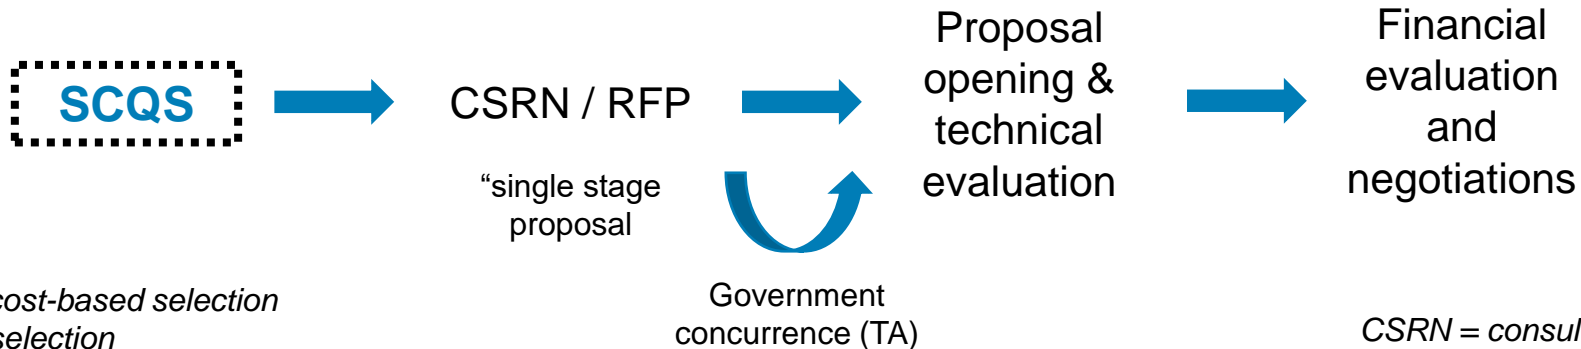 SCQS
CSRN / RFP
“single stage
proposal
Proposal
opening &
technical
evaluation
Government
concurrence (TA)
Financial
evaluation
and
negotiations
cost-based selection
selection
CSRN = consul